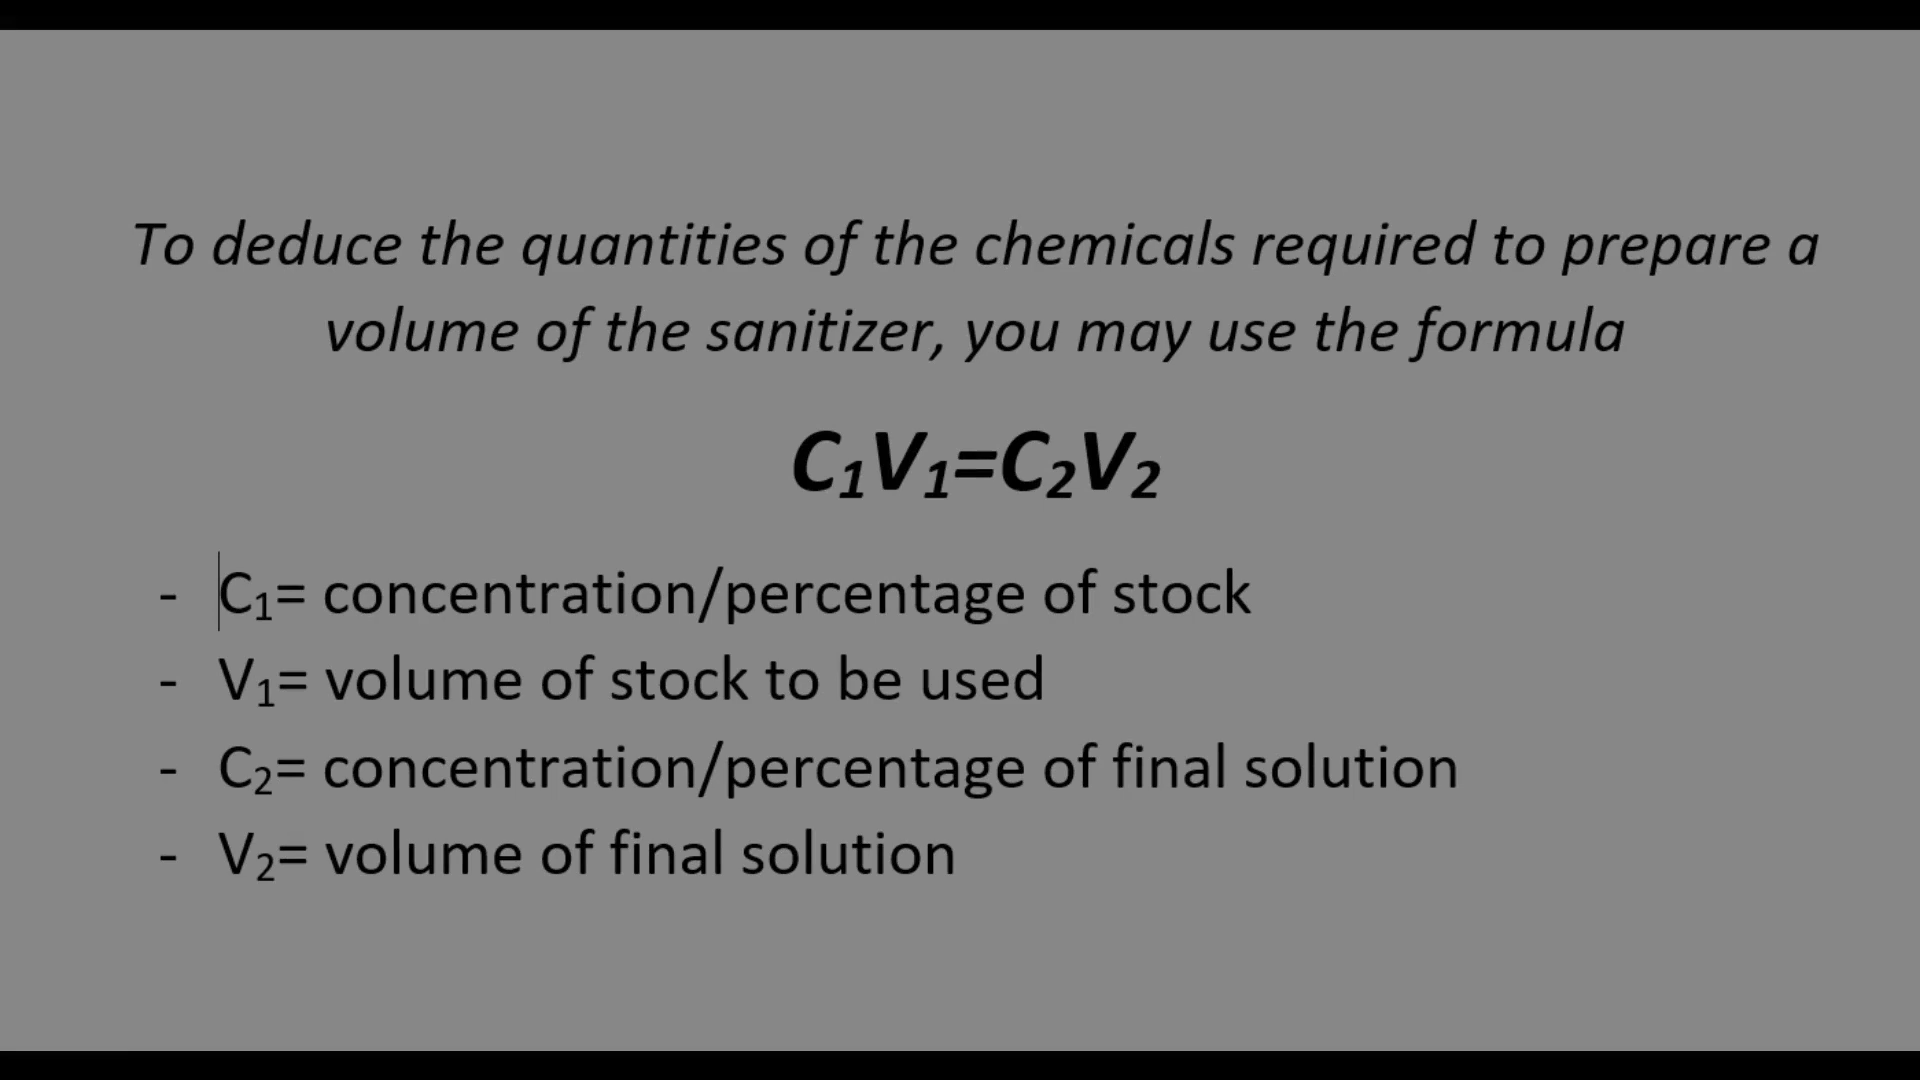 To deduce the quantities of the chemicals required to prepare a
volume of the sanitizer, you may use the formula
C₁V₁=C₂V₂
- C₁= concentration/percentage of stock
- V₁= volume of stock to be used
- C₂= concentration/percentage of final solution
- V₂= volume of final solution